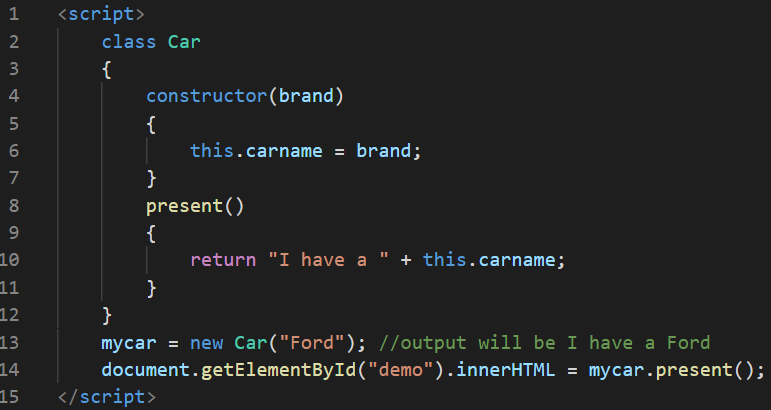 1 <script>
2 class Car
3 {
4 constructor(brand)
5 {
6 this.carname = brand;
7 }
8 present()
9 {
10 return "I have a " + this.carname;
11 }
12 }
13 mycar = new Car("Ford"); //output will be I have a Ford
14 document.getElementById("demo").innerHTML = mycar.present();
15 </script>